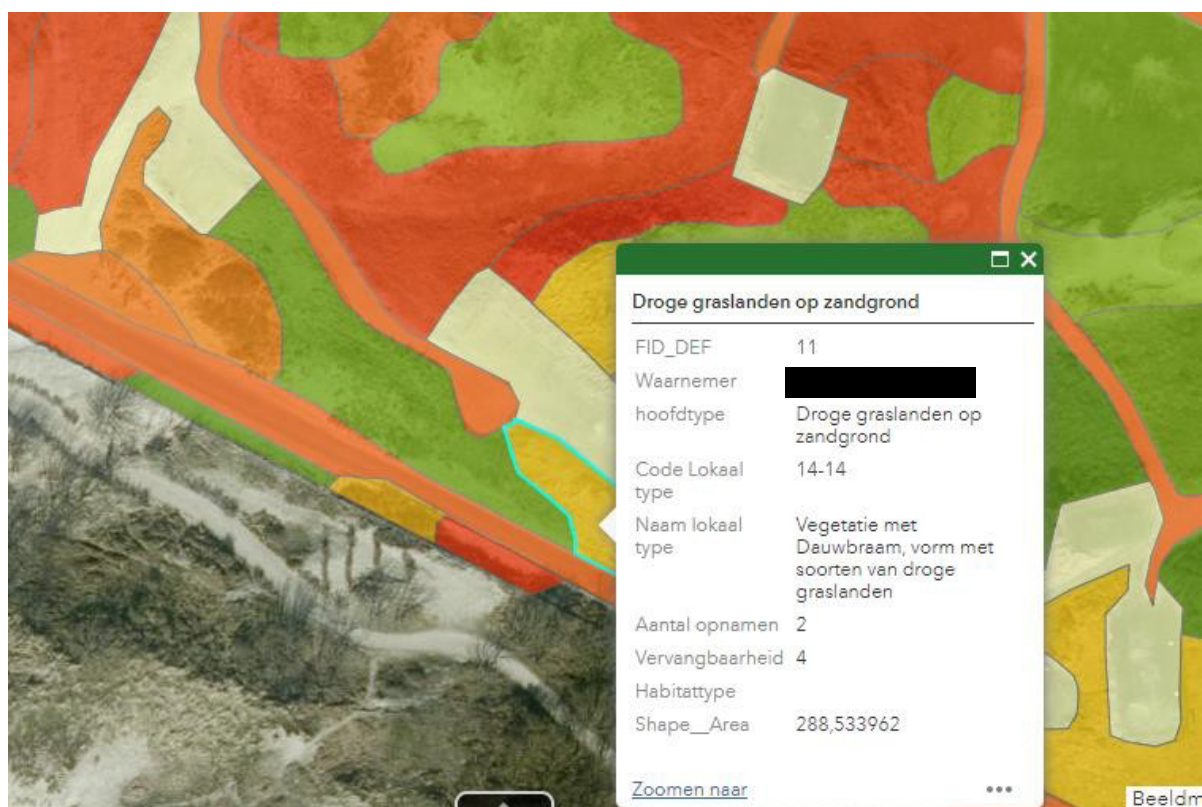 Droge graslanden op zandgrond
FID_DEF 11
Waarnemer
hoofdtype Droge graslanden op
zandgrond
Code Lokaal 14-14
type
Naam lokaal Vegetatie met
type Dauwbraam, vorm met
soorten van droge
graslanden
Aantal opnamen 2
Vervangbaarheid 4
Habitattype
Shape__Area 288,533962
Zoomen naar
Beeldm